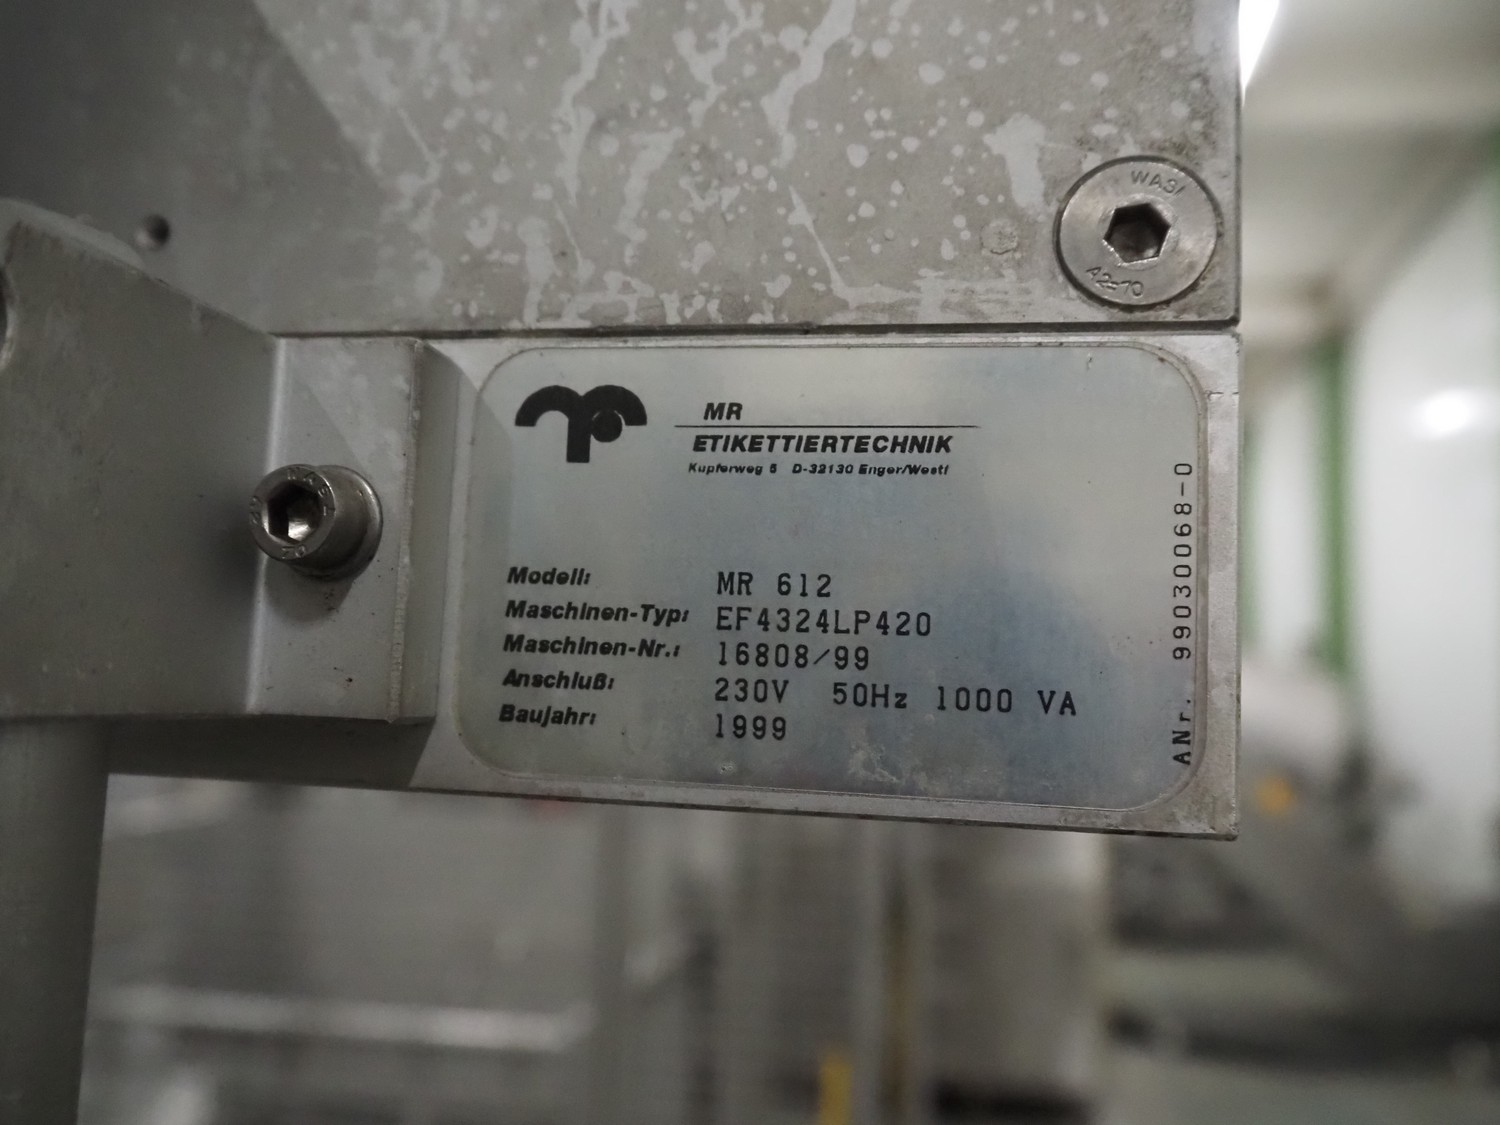 WASI
A2-70
MR
ETIKETTIERTECHNIK
Kupferweg 5 D-32130 Enger/Westf
Modell: MR 612
Maschinen-Typ: EF4324LP420
Maschinen-Nr.: 16808/99
Anschluß: 230V 50Hz 1000 VA
Baujahr: 1999
ANr. 99030068-0